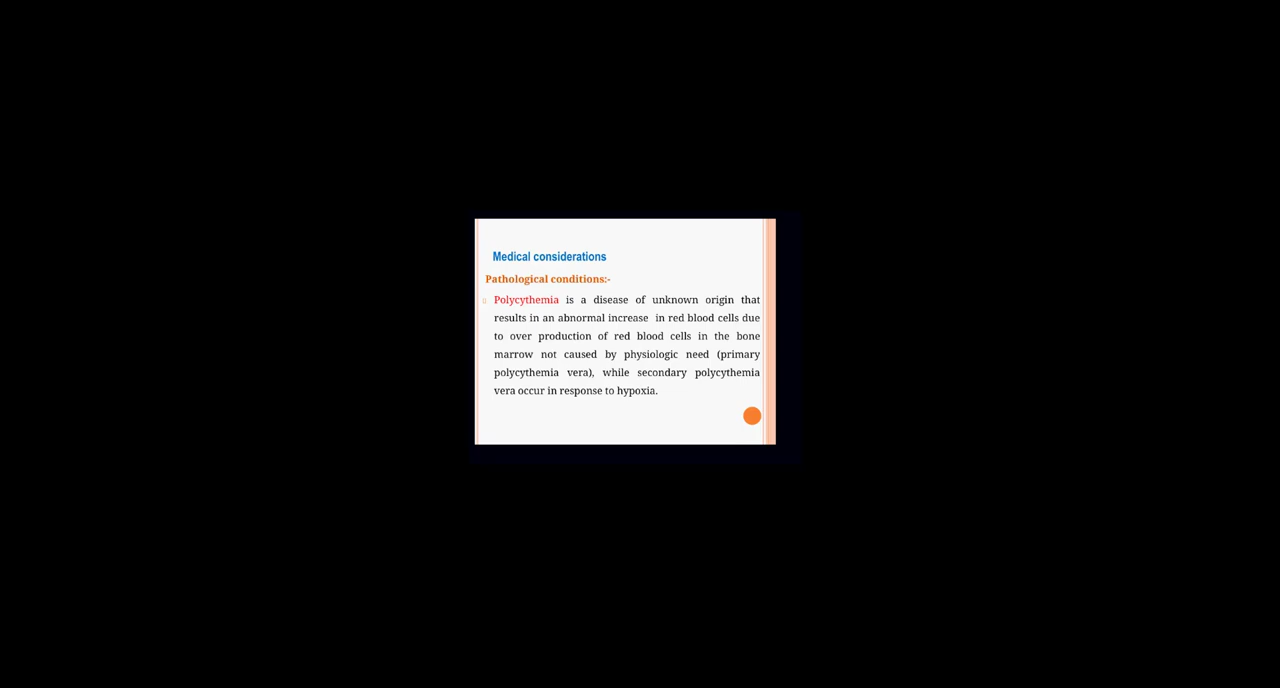 Medical considerations
Pathological conditions:-
Polycythemia is a disease of unknown origin that
results in an abnormal increase in red blood cells due
to over production of red blood cells in the bone
marrow not caused by physiologic need (primary
polycythemia vera), while secondary polycythemia
vera occur in response to hypoxia.